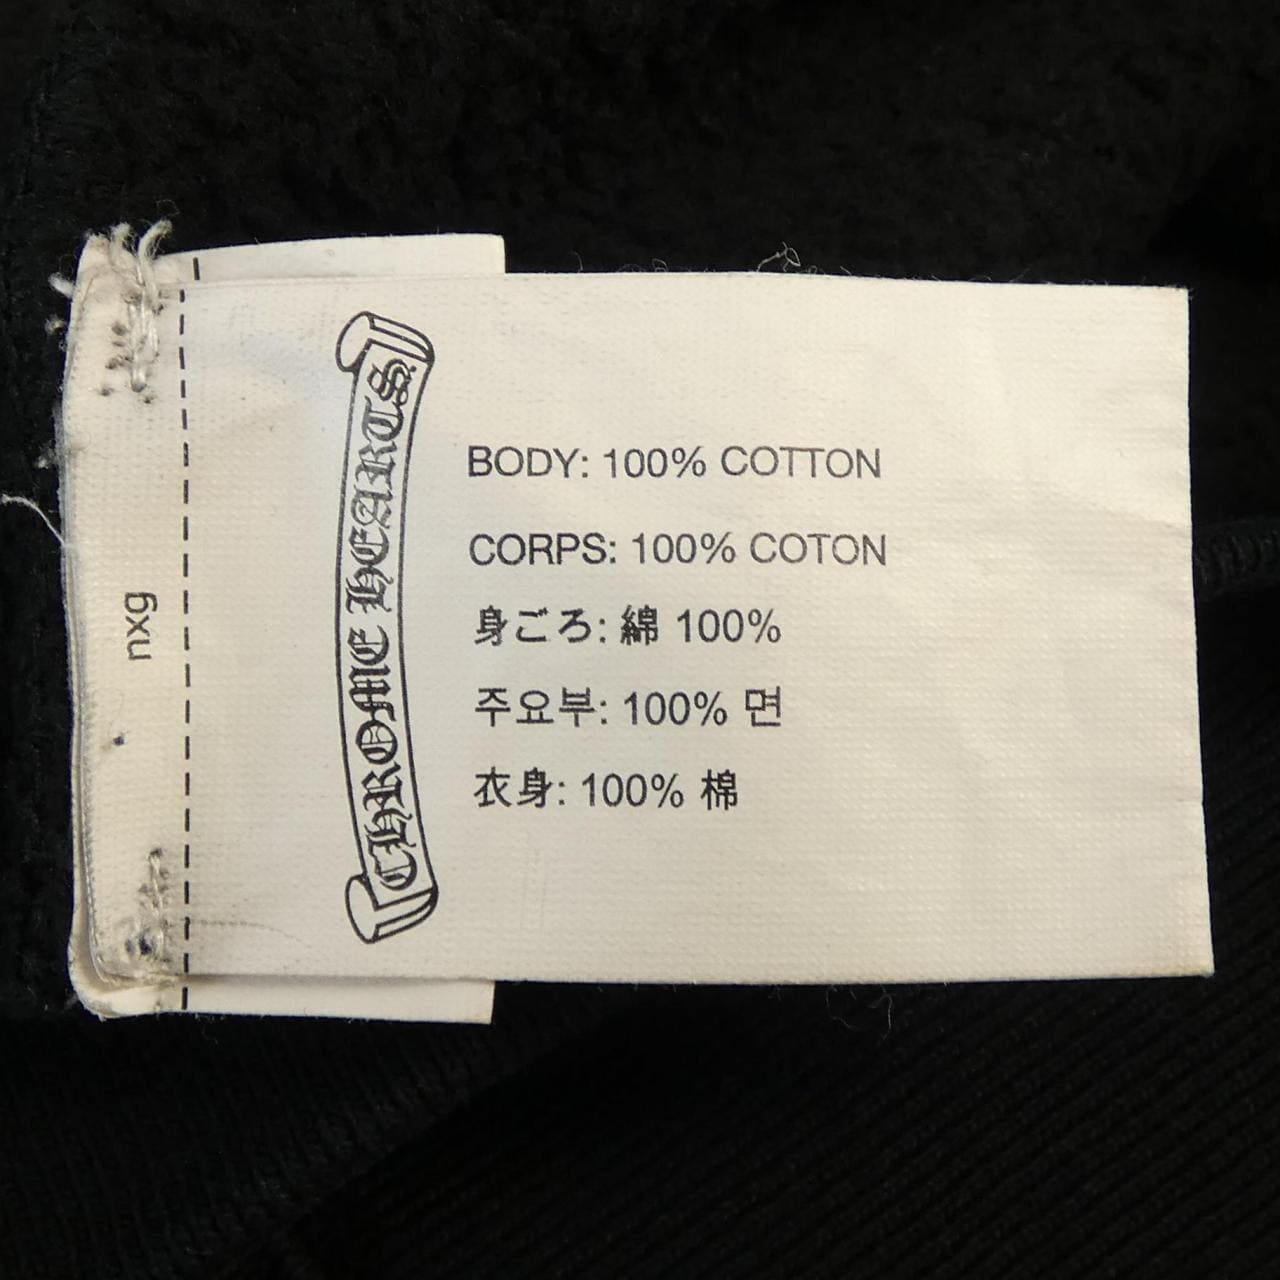 CHROME HEARTS
BODY: 100% COTTON
CORPS: 100% COTON
身ごろ: 綿 100%
주요부: 100% 면
衣身: 100% 棉
nxg